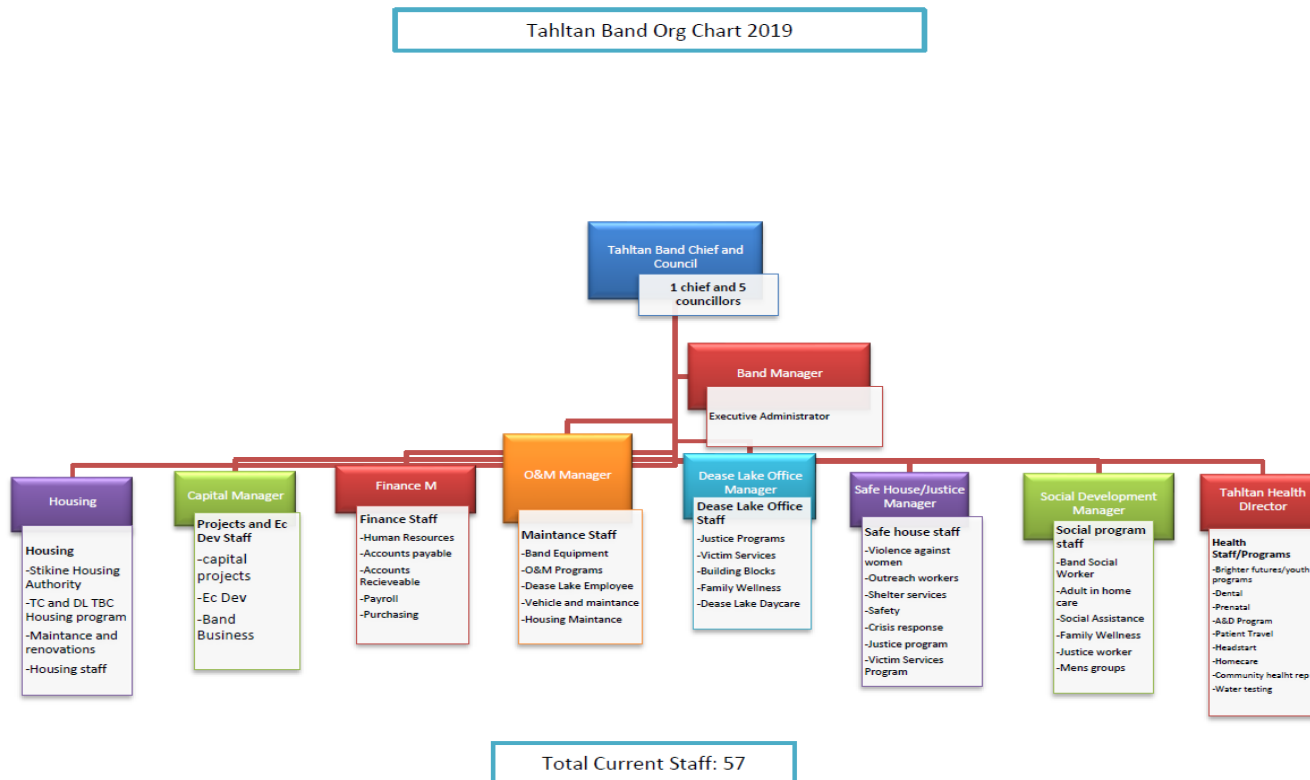 Tahltan Band Org Chart 2019
Tahltan Band Chief and
Council
1 chief and 5
councillors
Band Manager
Executive Administrator
Housing
Housing
-Stikine Housing
Authority
-TC and DL TBC
Housing program
-Maintance and
renovations
-Housing staff
Capital Manager
Projects and Ec
Dev Staff
-capital
projects
-Ec Dev
-Band
Business
Finance M
Finance Staff
-Human Resources
-Accounts payable
-Accounts
Recieveable
-Payroll
-Purchasing
O&M Manager
Maintance Staff
-Band Equipment
-O&M Programs
-Dease Lake Employee
-Vehicle and maintance
-Housing Maintance
Dease Lake Office
Manager
Dease Lake Office
Staff
-Justice Programs
-Victim Services
-Building Blocks
-Family Wellness
-Dease Lake Daycare
Safe House/Justice
Manager
Safe house staff
-Violence against
women
-Outreach workers
-Shelter services
-Safety
-Crisis response
-Justice program
-Victim Services
Program
Social Development
Manager
Social program
staff
-Band Social
Worker
-Adult in home
care
-Social Assistance
-Family Wellness
-Justice worker
-Mens groups
Tahltan Health
DIrector
Health
Staff/Programs
-Brighter futures/youth
programs
-Dental
-Prenatal
-A&D Program
-Patient Travel
-Headstart
-Homecare
-Community healht rep
-Water testing
Total Current Staff: 57